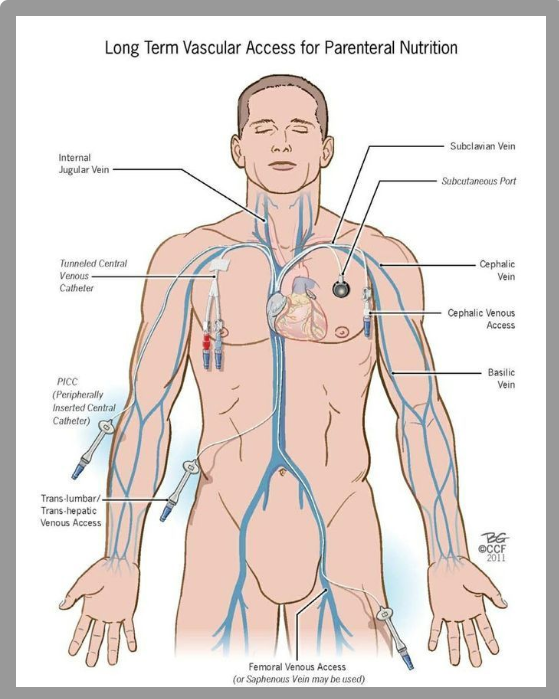 Long Term Vascular Access for Parenteral Nutrition
Internal
Jugular Vein
Subclavian Vein
Subcutaneous Port
Tunneled Central
Venous
Catheter
Cephalic
Vein
Cephalic Venous
Access
Basilic
Vein
PICC
(Peripherally
Inserted Central
Catheter)
Trans-lumbar/
Trans-hepatic
Venous Access
BG
©CCF
2011
Femoral Venous Access
(or Saphenous Vein may be used)